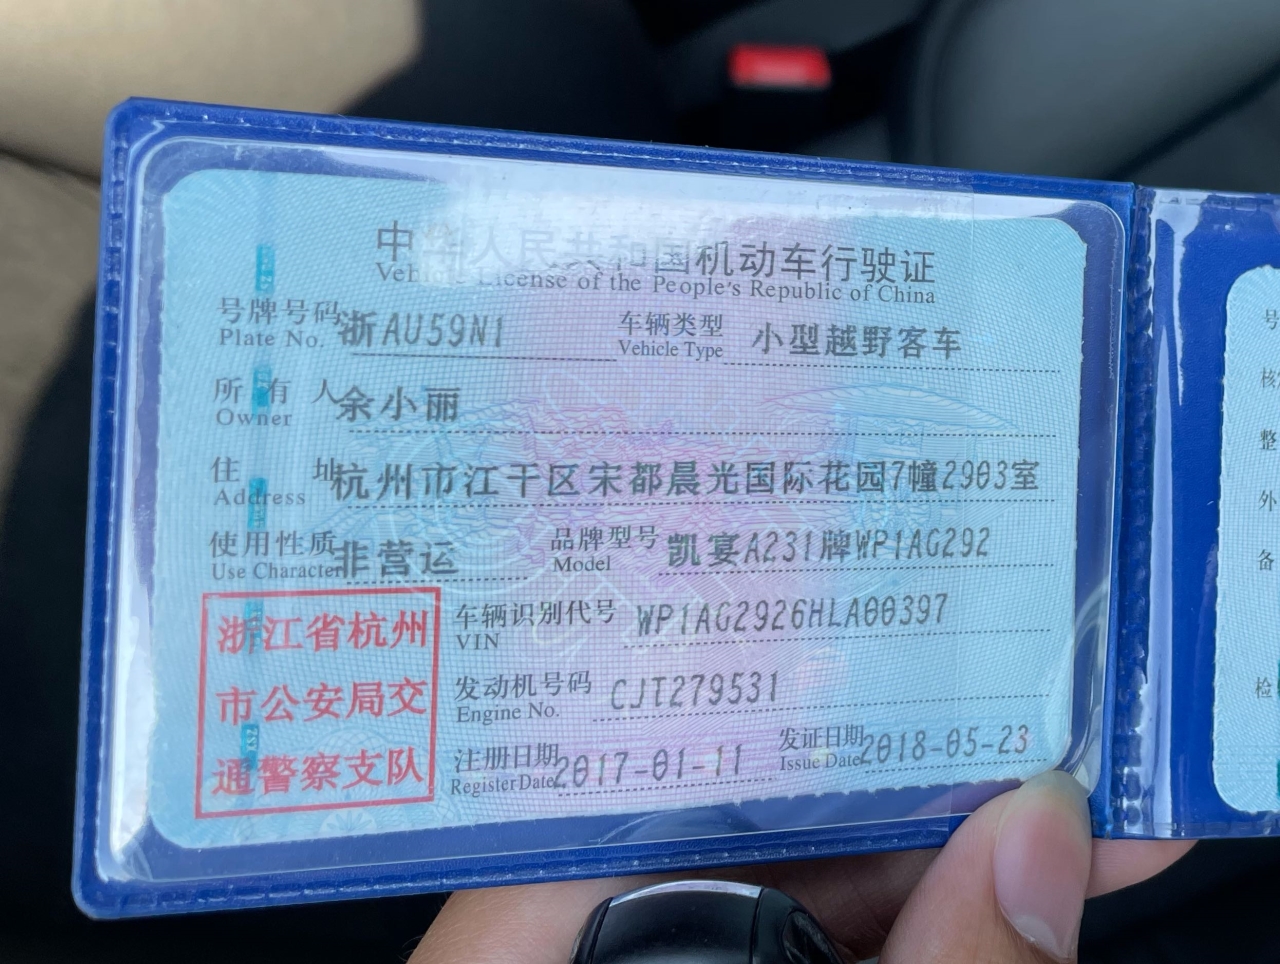 中华人民共和国机动车行驶证
Vehicle License of the People's Republic of China
号牌号码 浙AU59N1 车辆类型 小型越野客车
Plate No. Vehicle Type
所有人 余小丽
Owner
住址 杭州市江干区宋都晨光国际花园7幢2903室
Address
使用性质 非营运 品牌型号 凯宴A231牌WP1AG292
Use Character Model
浙江省杭州
市公安局交
通警察支队
车辆识别代号 WP1AG2926HLA00397
VIN
发动机号码 CJT279531
Engine No.
注册日期 2017-01-11 发证日期 2018-05-23
Register Date Issue Date
号
核
整
外
备
检